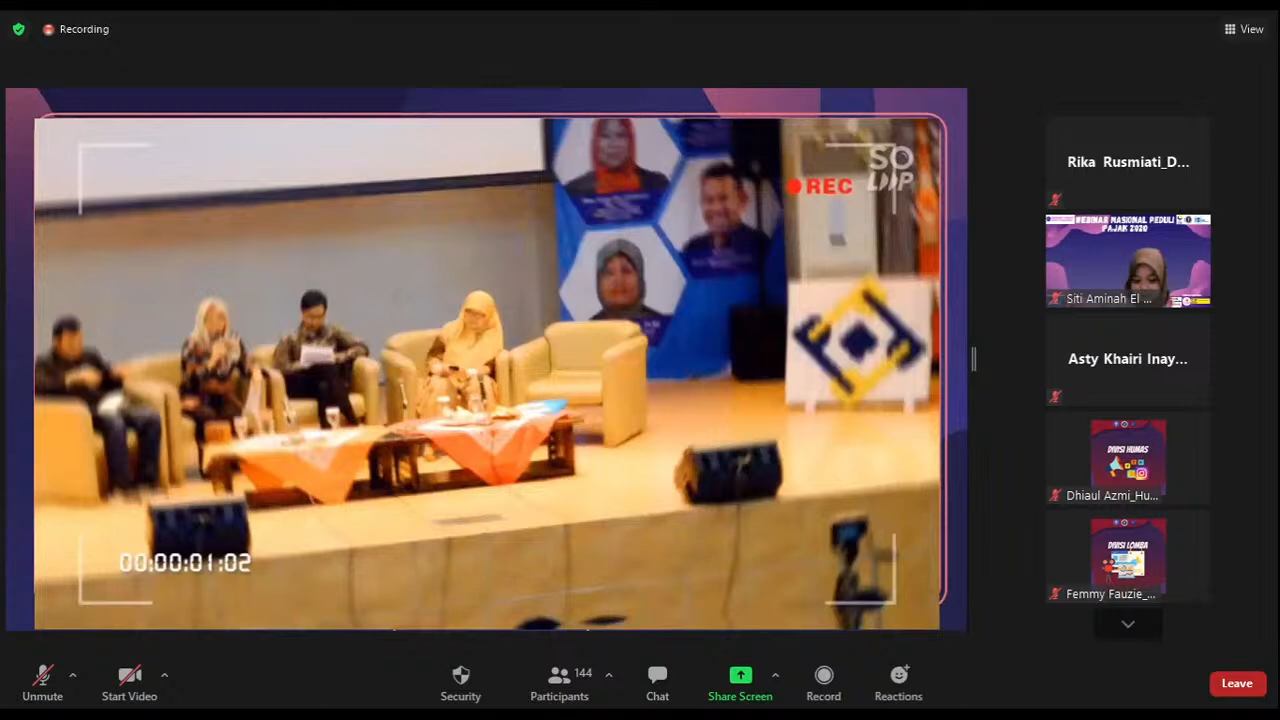 Recording
View
SO
LOOP
REC
00:00:01:02
Rika Rusmiati_D...
WEBINAR NASIONAL PEDULI
PAJAK 2020
Siti Aminah El ...
Asty Khairi Inay...
DIVISI HUMAS
Dhiaul Azmi_Hu...
DIVISI LOMBA
Femmy Fauzie_...
Unmute
Start Video
Security
144
Participants
Chat
Share Screen
Record
Reactions
Leave